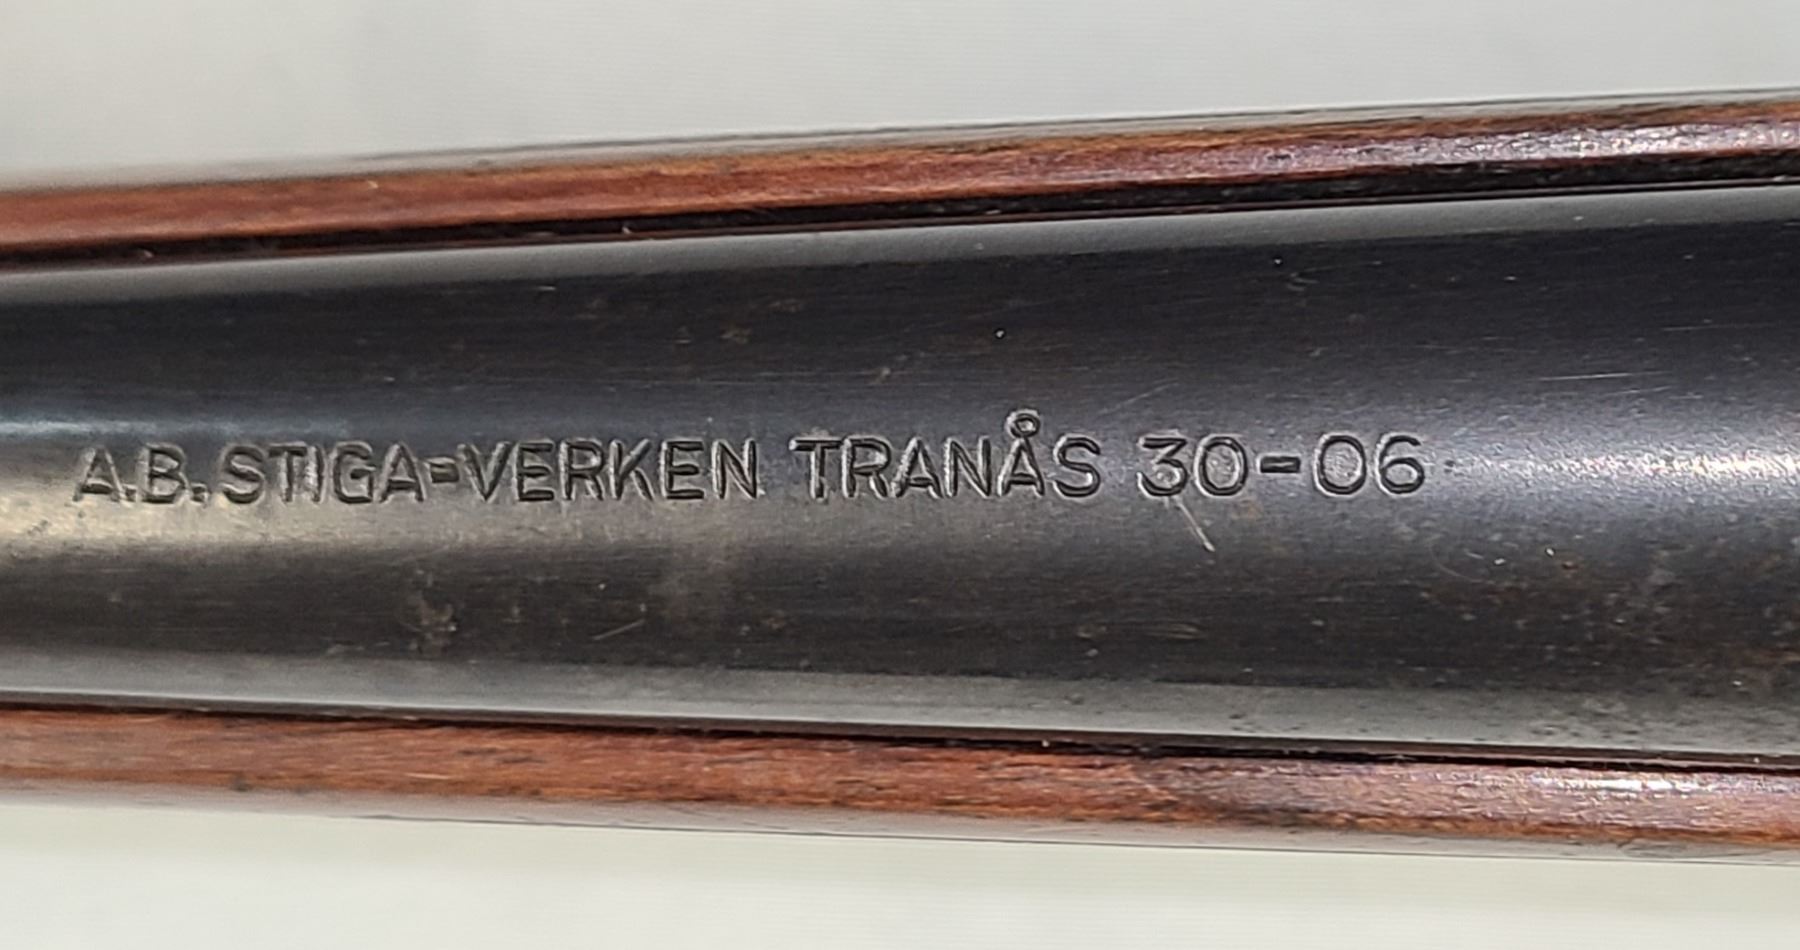 A.B. STIGA-VERKEN TRANÅS 30-06